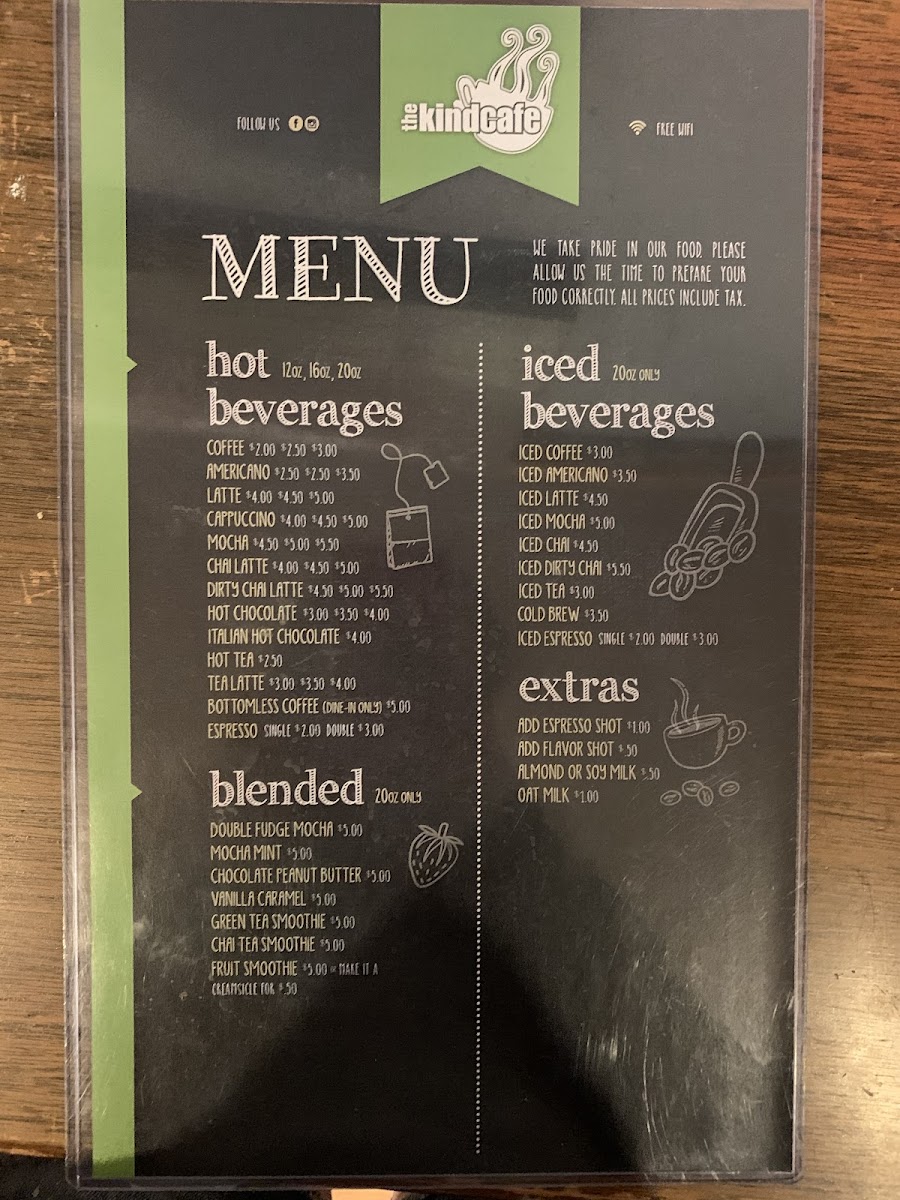 the kindcafe
FOLLOW US
FREE WIFI
MENU
WE TAKE PRIDE IN OUR FOOD. PLEASE
ALLOW US THE TIME TO PREPARE YOUR
FOOD CORRECTLY. ALL PRICES INCLUDE TAX.
hot 12oz, 16oz, 20oz
beverages
COFFEE $2.00 $2.50 $3.00
AMERICANO $2.50 $2.50 $3.50
LATTE $4.00 $4.50 $5.00
CAPPUCCINO $4.00 $4.50 $5.00
MOCHA $4.50 $5.00 $5.50
CHAI LATTE $4.00 $4.50 $5.00
DIRTY CHAI LATTE $4.50 $5.00 $5.50
HOT CHOCOLATE $3.00 $3.50 $4.00
ITALIAN HOT CHOCOLATE $4.00
HOT TEA $2.50
TEA LATTE $3.00 $3.50 $4.00
BOTTOMLESS COFFEE (DINE-IN ONLY) $5.00
ESPRESSO SINGLE $2.00 DOUBLE $3.00
blended 20oz ONLY
DOUBLE FUDGE MOCHA $5.00
MOCHA MINT $5.00
CHOCOLATE PEANUT BUTTER $5.00
VANILLA CARAMEL $5.00
GREEN TEA SMOOTHIE $5.00
CHAI TEA SMOOTHIE $5.00
FRUIT SMOOTHIE $5.00 or MAKE IT A
CREAMSICLE FOR $.50
iced 20oz ONLY
beverages
ICED COFFEE $3.00
ICED AMERICANO $3.50
ICED LATTE $4.50
ICED MOCHA $5.00
ICED CHAI $4.50
ICED DIRTY CHAI $5.50
ICED TEA $3.00
COLD BREW $3.50
ICED ESPRESSO SINGLE $2.00 DOUBLE $3.00
extras
ADD ESPRESSO SHOT $1.00
ADD FLAVOR SHOT $.50
ALMOND OR SOY MILK $.50
OAT MILK $1.00